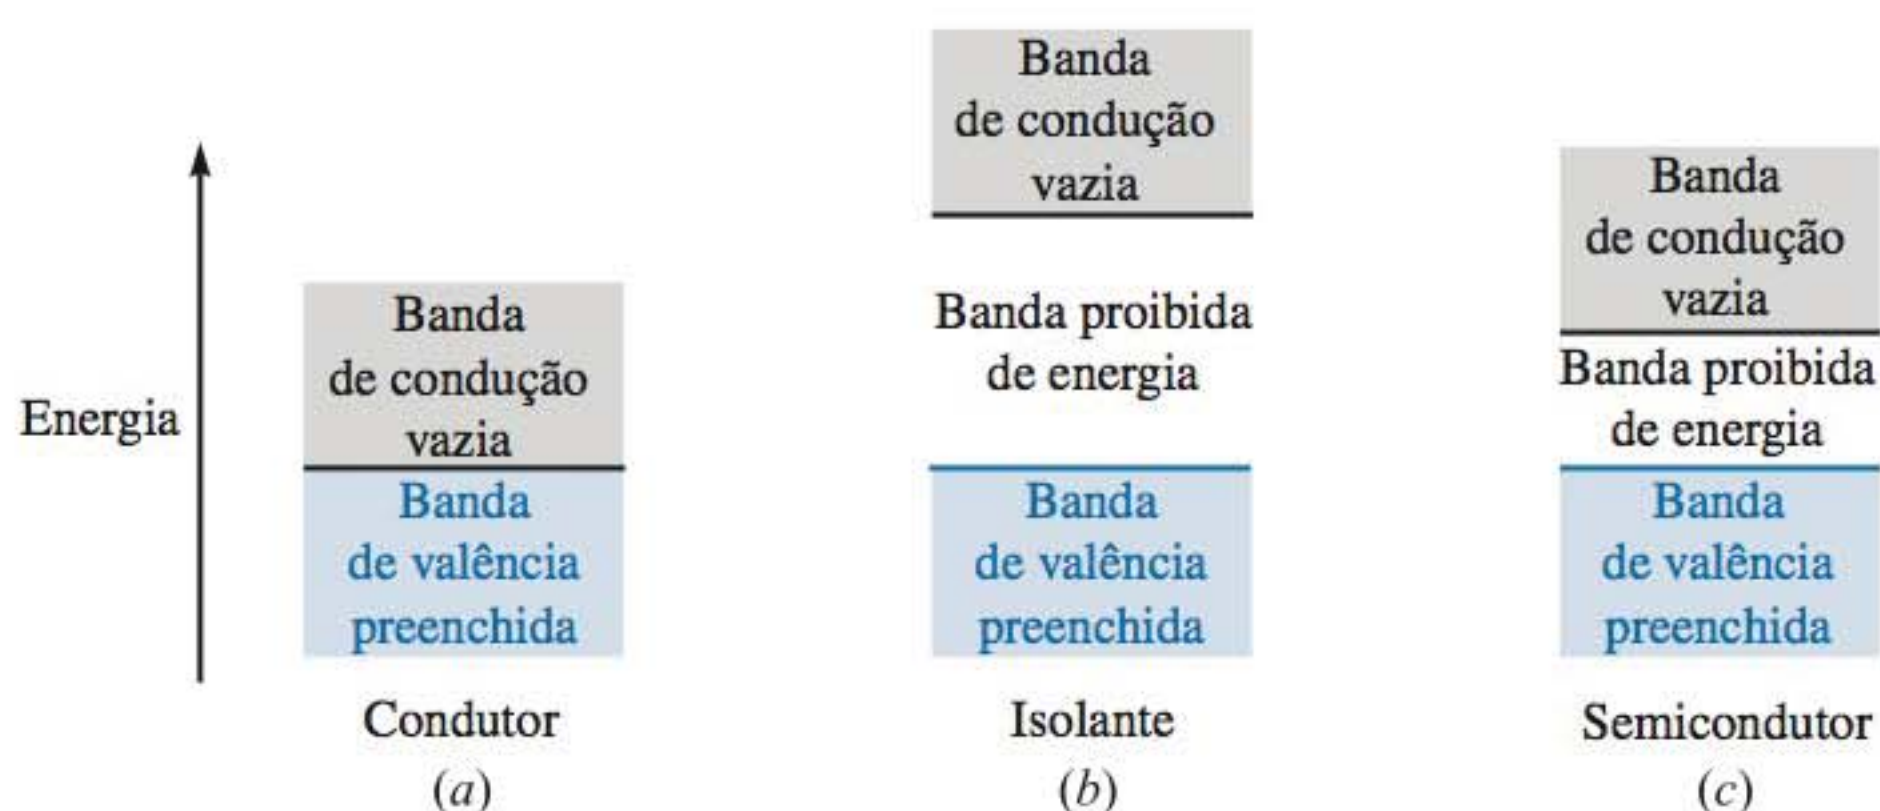 Energia
Banda
de condução
vazia
Banda
de valência
preenchida
Condutor
(a)
Banda
de condução
vazia
Banda proibida
de energia
Banda
de valência
preenchida
Isolante
(b)
Banda
de condução
vazia
Banda proibida
de energia
Banda
de valência
preenchida
Semicondutor
(c)